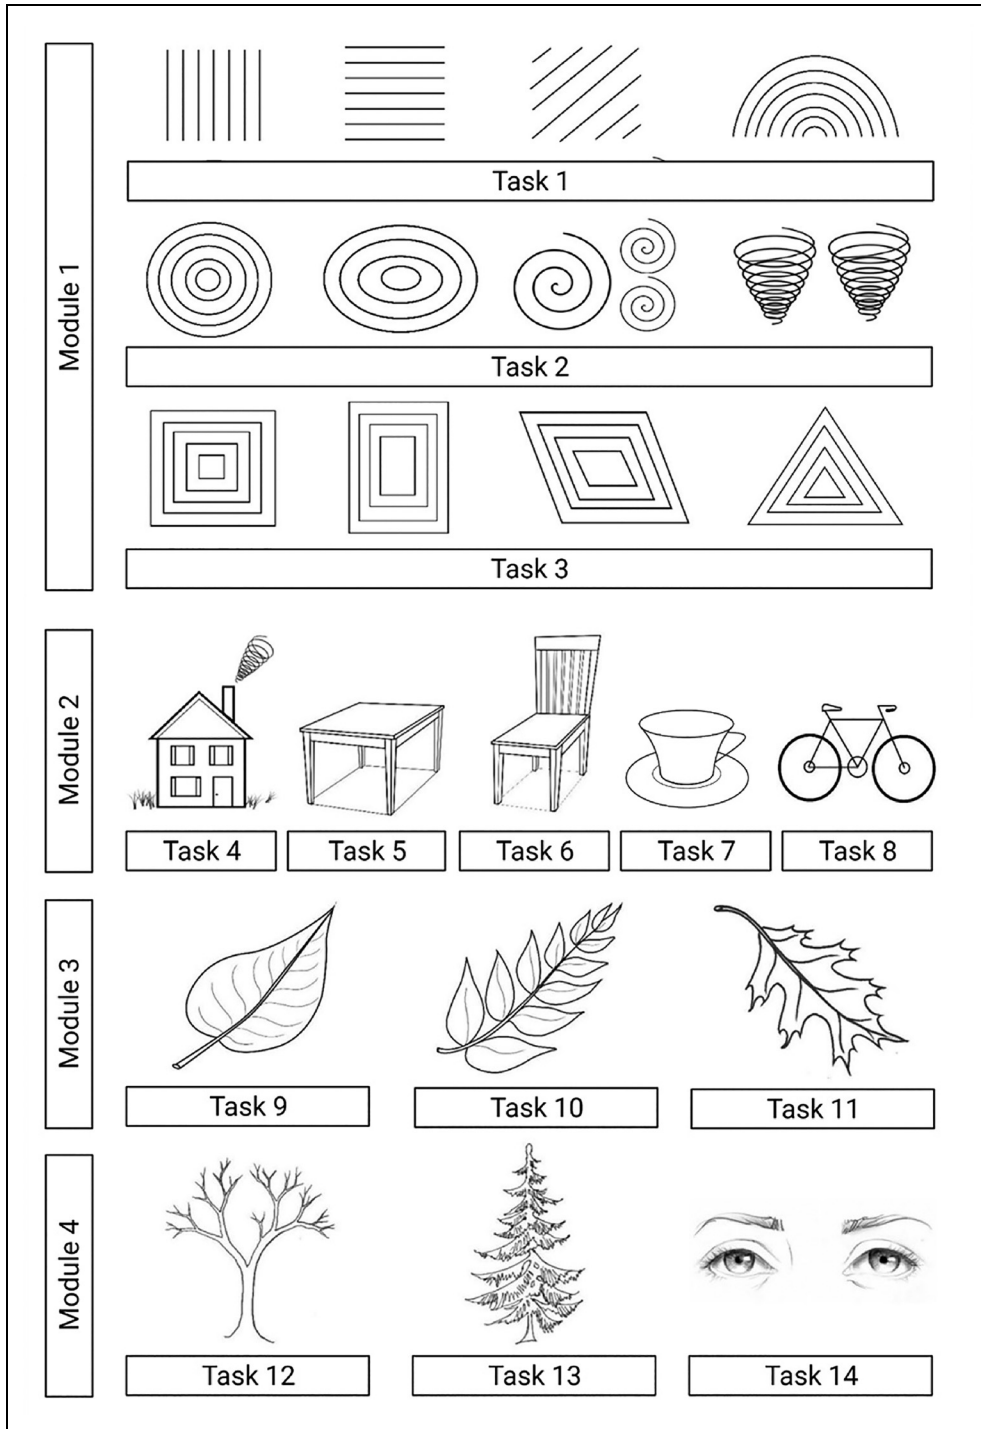 Module 1
Task 1
Task 2
Task 3
Module 2
Task 4
Task 5
Task 6
Task 7
Task 8
Module 3
Task 9
Task 10
Task 11
Module 4
Task 12
Task 13
Task 14